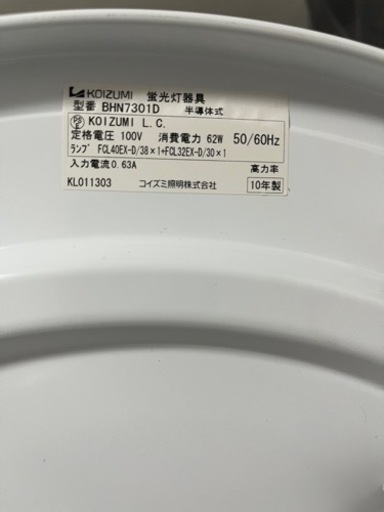 KOIZUMI 蛍光灯器具
型番 BHN7301D 半導体式
PS E KOIZUMI L.C.
定格電圧 100V 消費電力 62W 50/60Hz
ﾗﾝﾌﾟ FCL40EX-D/38×1+FCL32EX-D/30×1
入力電流0.63A 高力率
KL011303 コイズミ照明株式会社 10年製